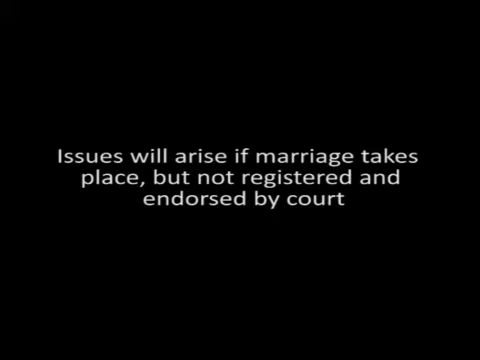 Issues will arise if marriage takes
place, but not registered and
endorsed by court